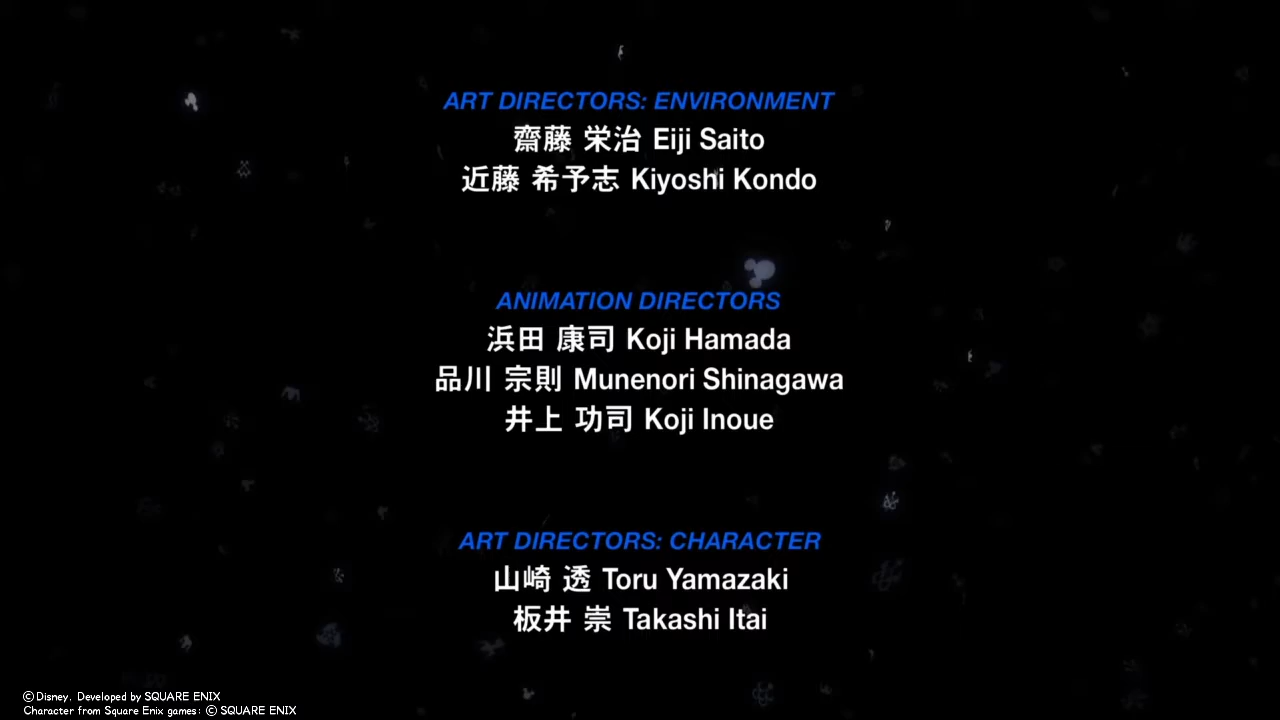 ART DIRECTORS: ENVIRONMENT
齋藤 栄治 Eiji Saito
近藤 希予志 Kiyoshi Kondo
ANIMATION DIRECTORS
浜田 康司 Koji Hamada
品川 宗則 Munenori Shinagawa
井上 功司 Koji Inoue
ART DIRECTORS: CHARACTER
山崎 透 Toru Yamazaki
板井 崇 Takashi Itai
©Disney. Developed by SQUARE ENIX
Character from Square Enix games: © SQUARE ENIX